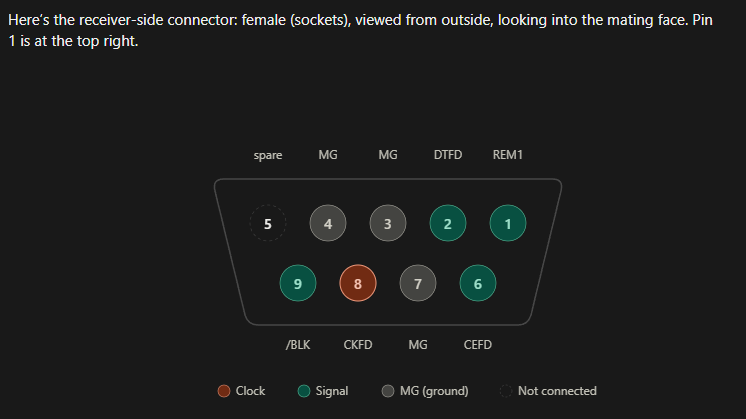 Here's the receiver-side connector: female (sockets), viewed from outside, looking into the mating face. Pin
1 is at the top right.
spare MG MG DTFD REM1
5 4 3 2 1
9 8 7 6
/BLK CKFD MG CEFD
Clock Signal MG (ground) Not connected